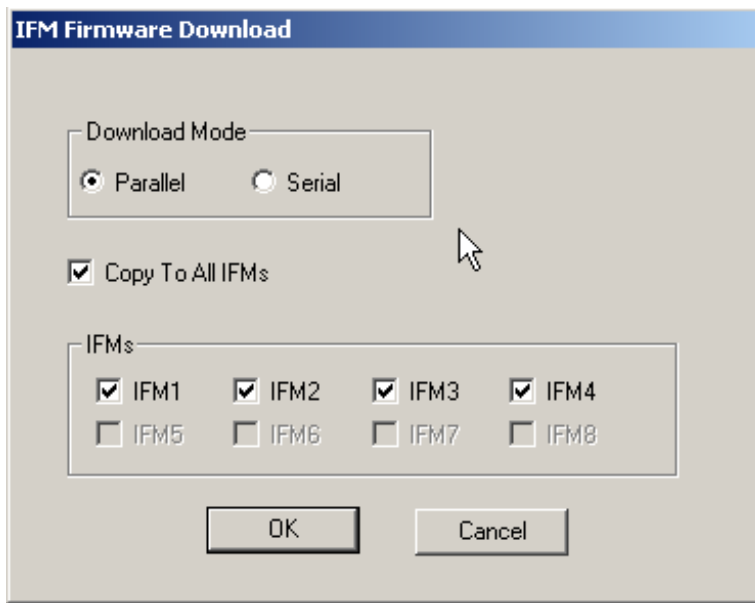 IFM Firmware Download
Download Mode
Parallel Serial
Copy To All IFMs
IFMs
IFM1 IFM2 IFM3 IFM4
IFM5 IFM6 IFM7 IFM8
OK Cancel